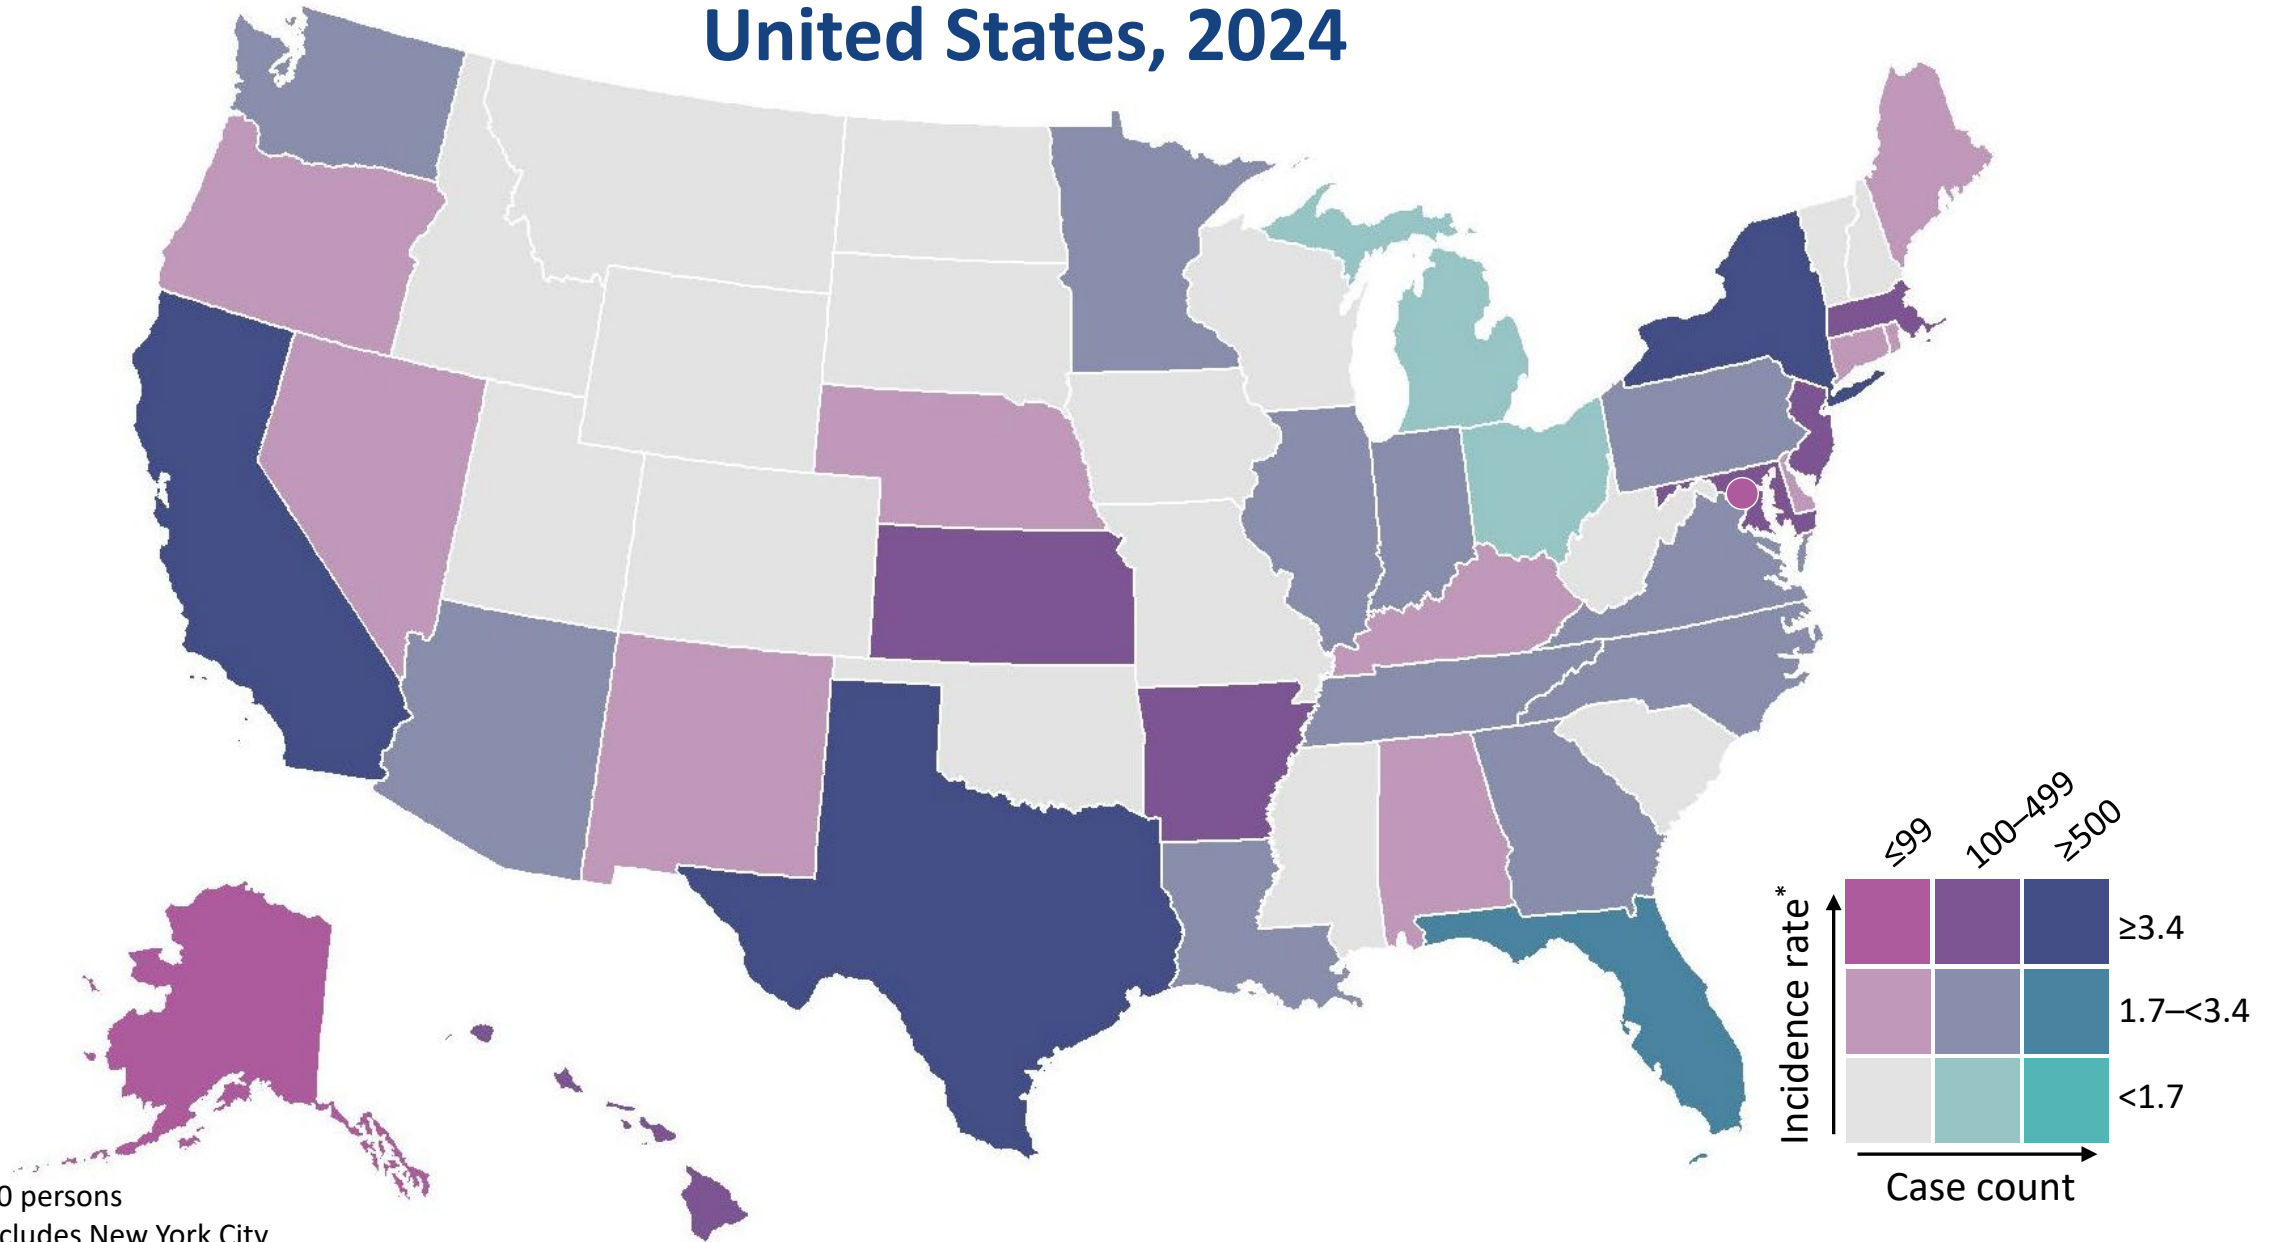 United States, 2024
≤99
100–499
≥500
Incidence rate*
≥3.4
1.7–<3.4
<1.7
Case count
0 persons
cludes New York City